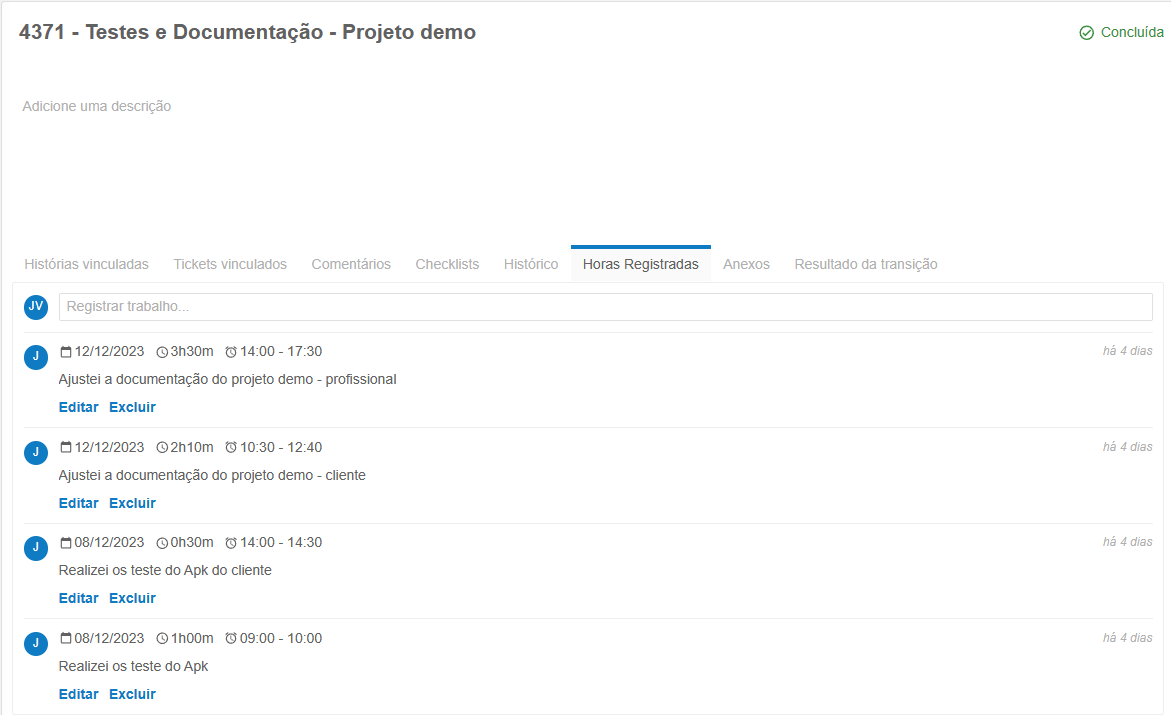 4371 - Testes e Documentação - Projeto demo
Concluída
Adicione uma descrição
Histórias vinculadas Tickets vinculados Comentários Checklists Histórico Horas Registradas Anexos Resultado da transição
JV Registrar trabalho...
J 12/12/2023 3h30m 14:00 - 17:30 há 4 dias
Ajustei a documentação do projeto demo - profissional
Editar Excluir
J 12/12/2023 2h10m 10:30 - 12:40 há 4 dias
Ajustei a documentação do projeto demo - cliente
Editar Excluir
J 08/12/2023 0h30m 14:00 - 14:30 há 4 dias
Realizei os teste do Apk do cliente
Editar Excluir
J 08/12/2023 1h00m 09:00 - 10:00 há 4 dias
Realizei os teste do Apk
Editar Excluir